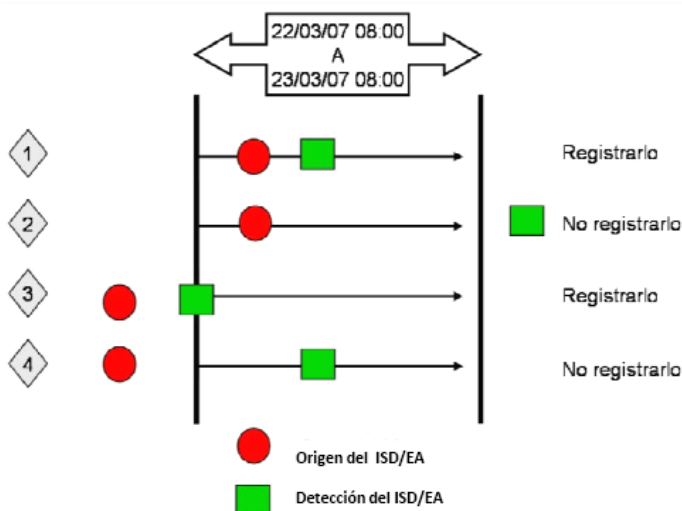 22/03/07 08:00
A
23/03/07 08:00
1
Registrarlo
2
No registrarlo
3
Registrarlo
4
No registrarlo
Origen del ISD/EA
Detección del ISD/EA